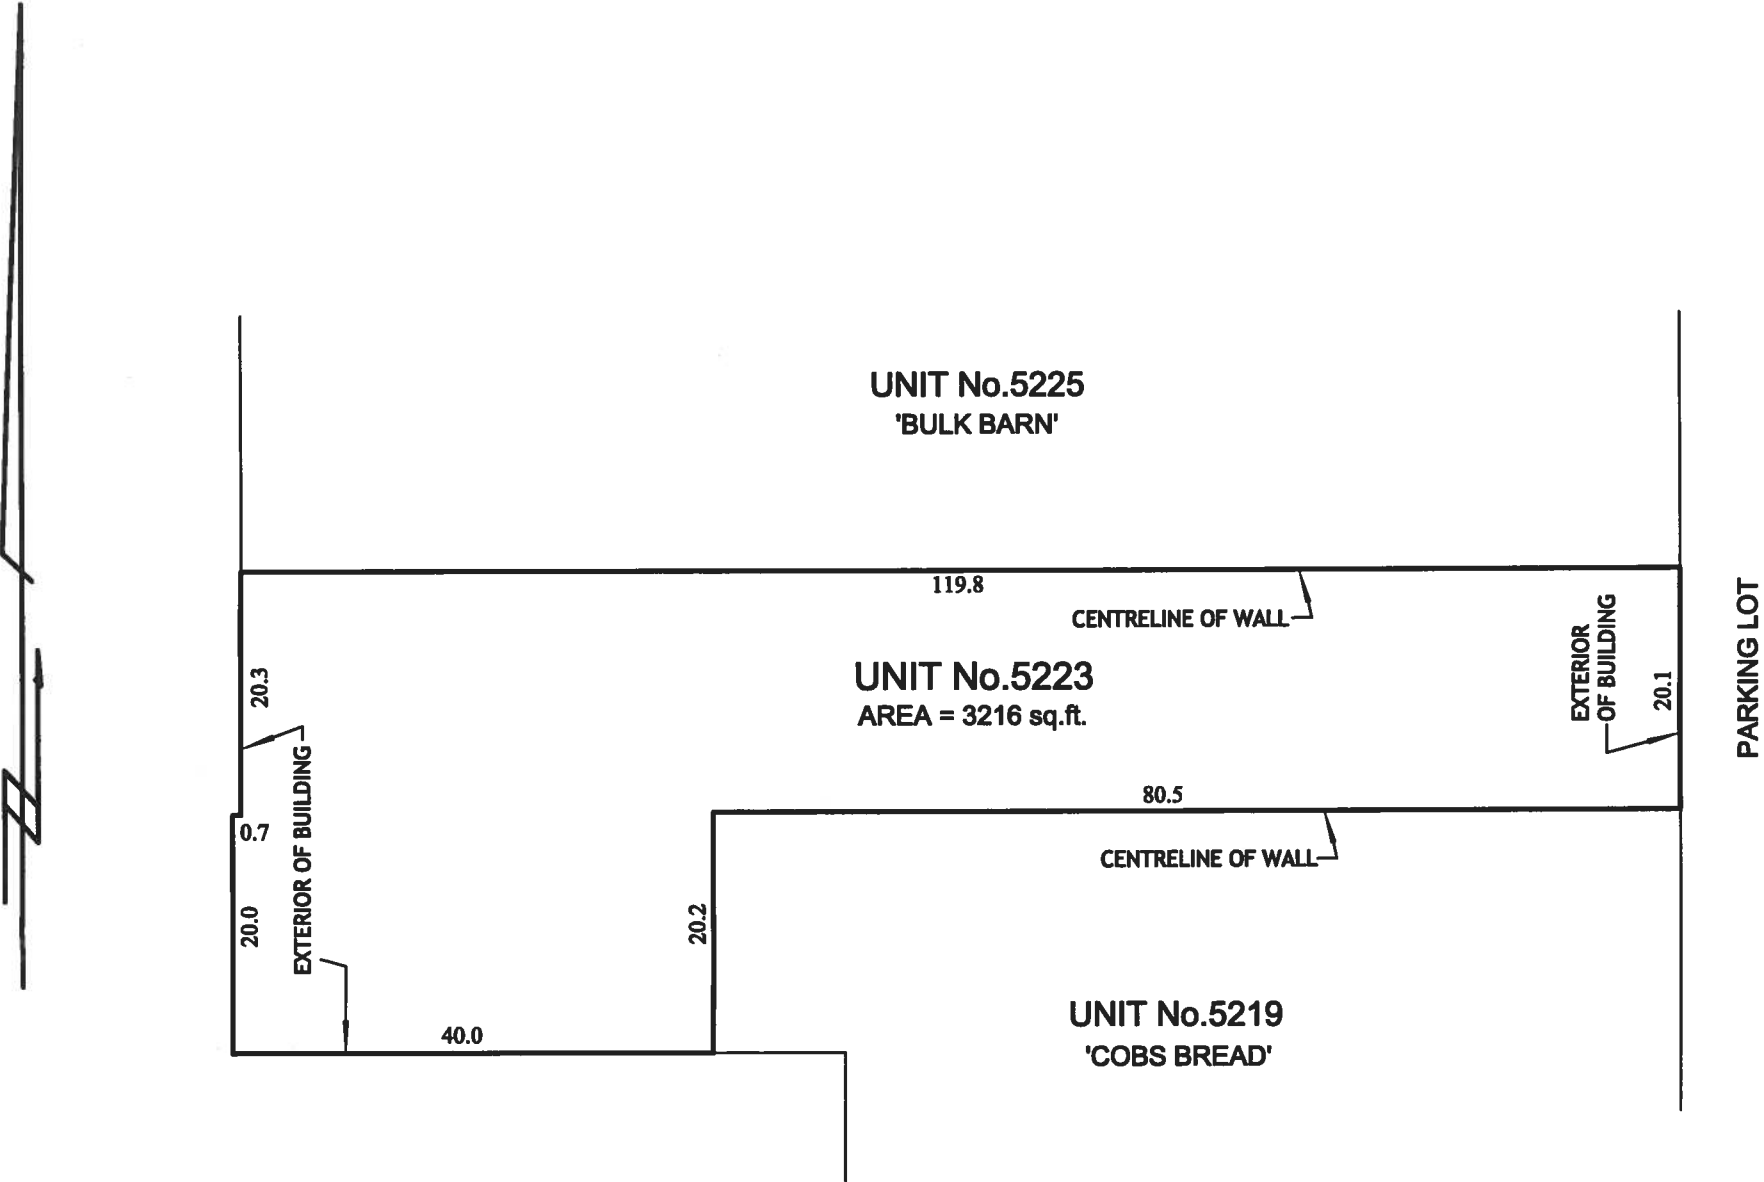 UNIT No.5225
'BULK BARN'
119.8
CENTRELINE OF WALL
UNIT No.5223
AREA = 3216 sq.ft.
20.3
EXTERIOR
OF BUILDING
20.1
PARKING LOT
80.5
CENTRELINE OF WALL
0.7
EXTERIOR OF BUILDING
20.0
20.2
40.0
UNIT No.5219
'COBS BREAD'